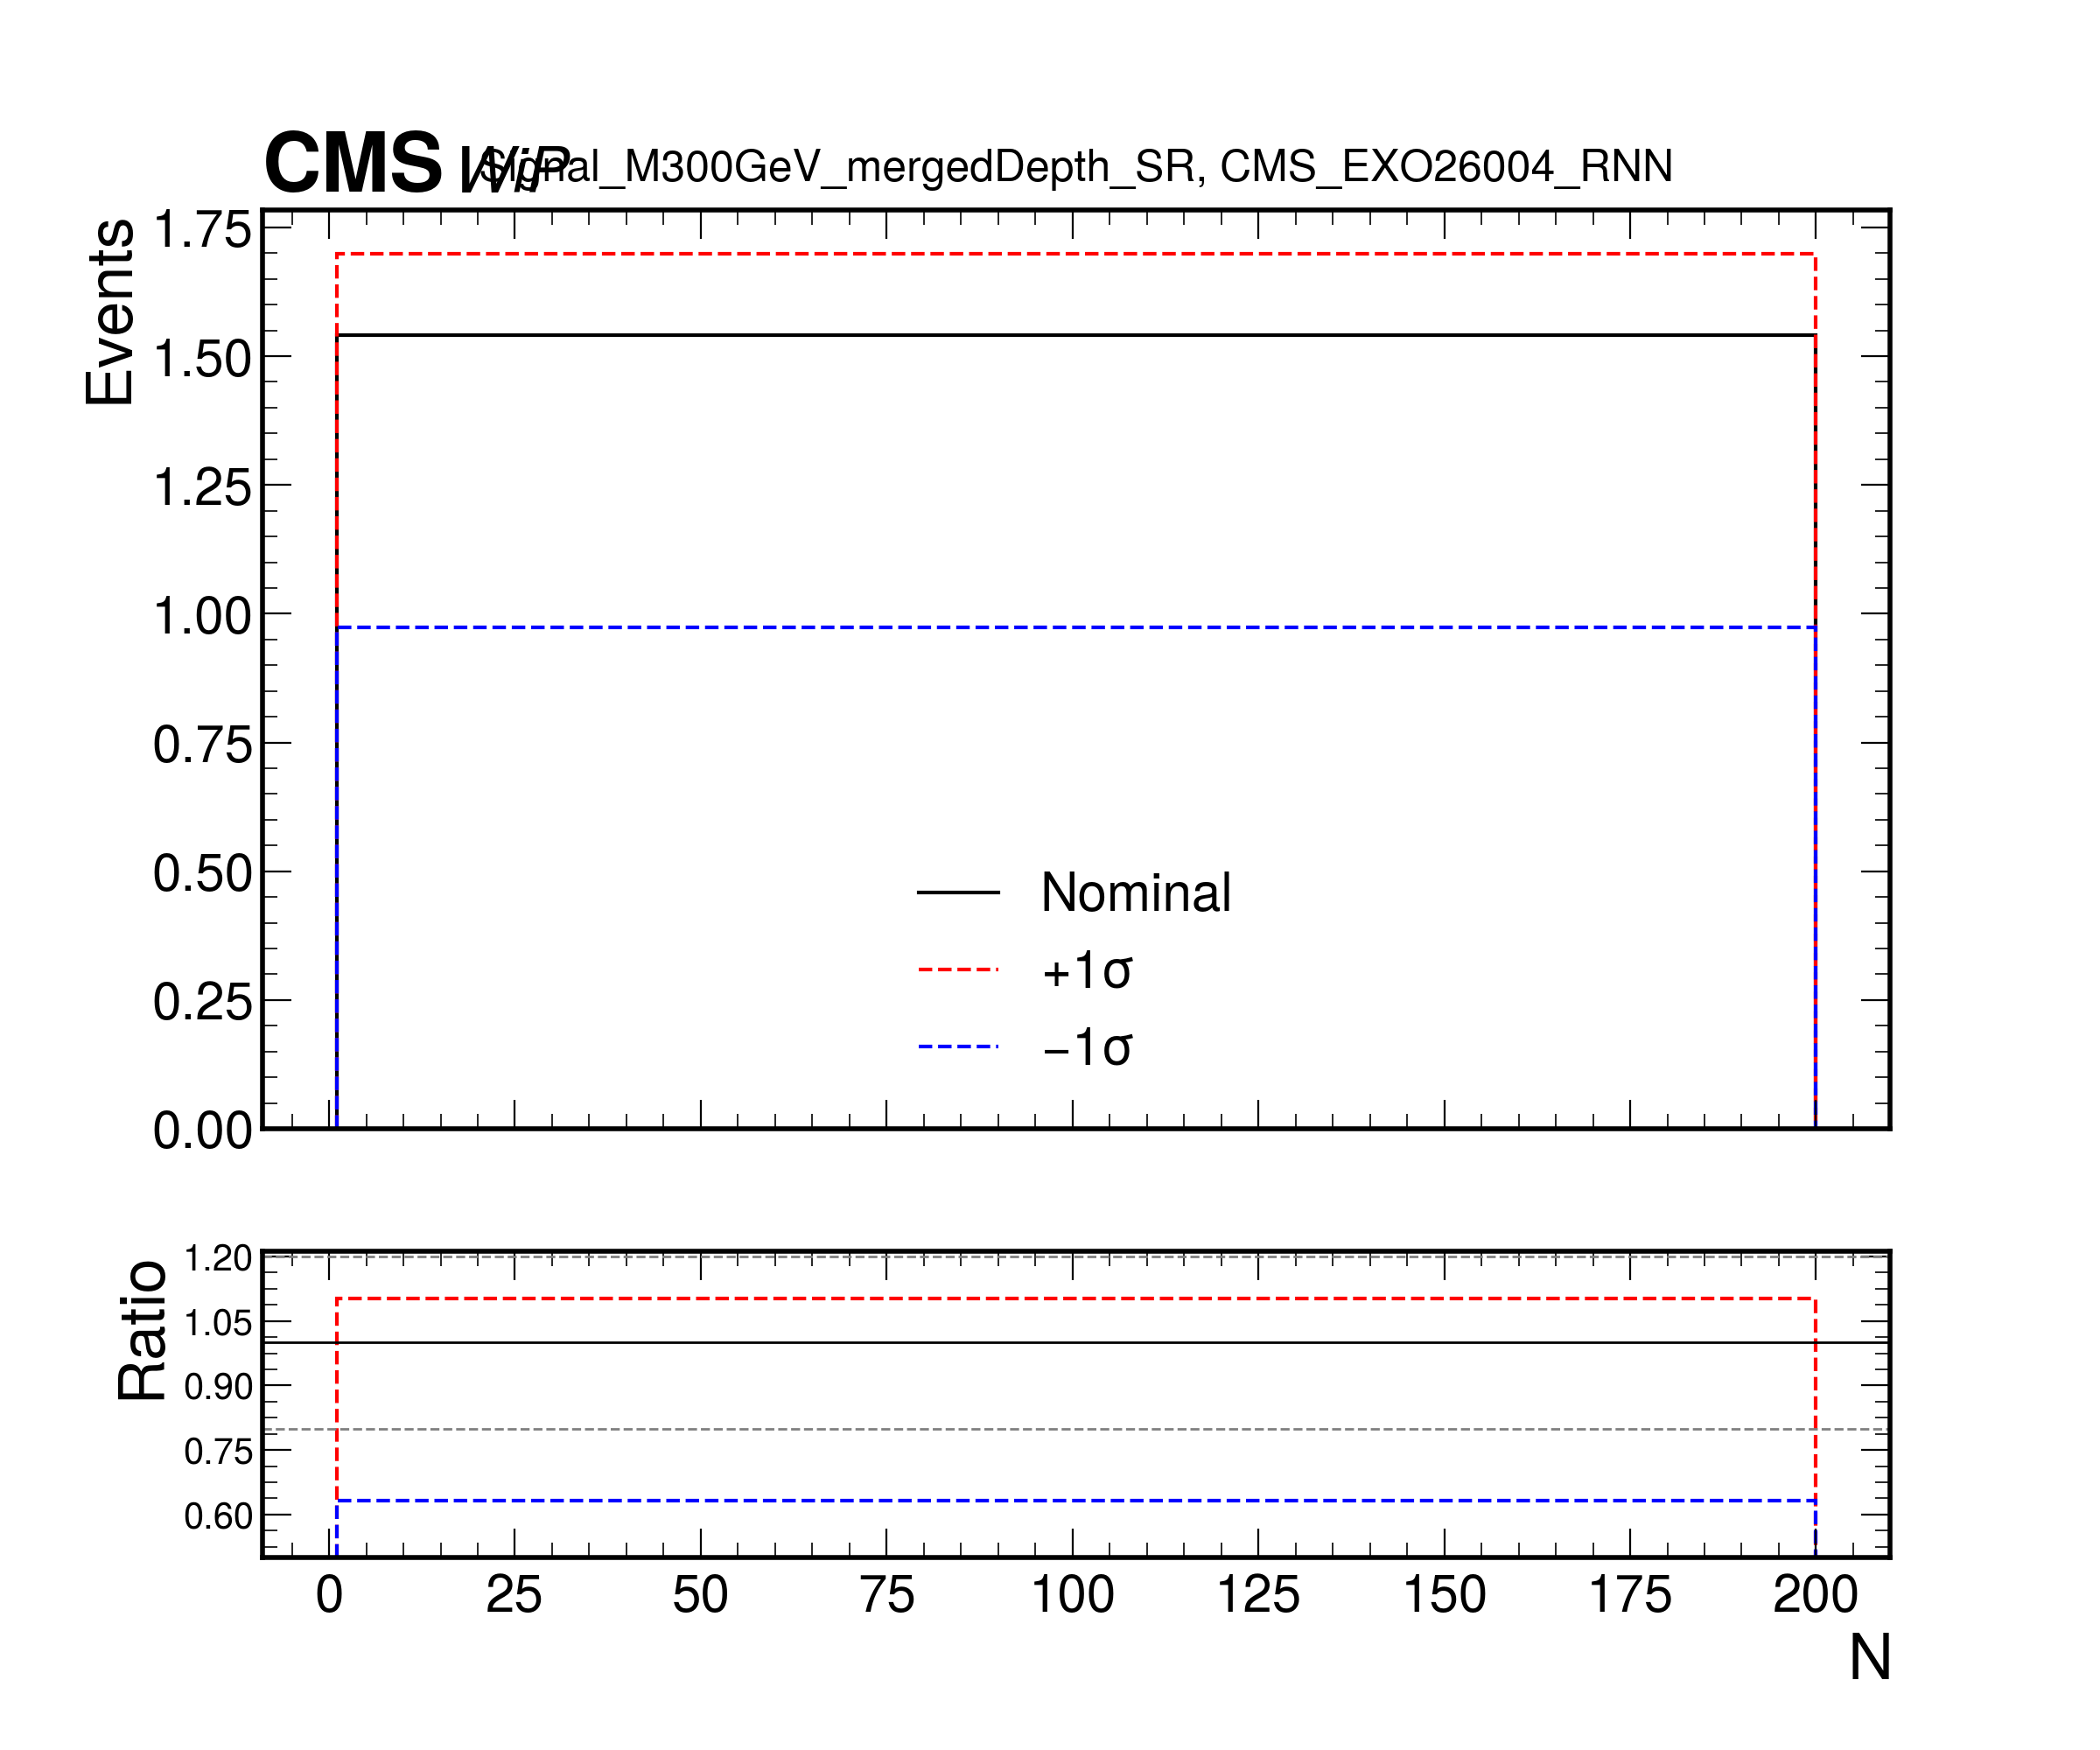 CMS WiP Signal_M300GeV_mergedDepth_SR, CMS_EXO26004_RNN
Events
1.75
1.50
1.25
1.00
0.75
0.50
0.25
0.00
Nominal
+1σ
−1σ
Ratio
1.20
1.05
0.90
0.75
0.60
0 25 50 75 100 125 150 175 200
N